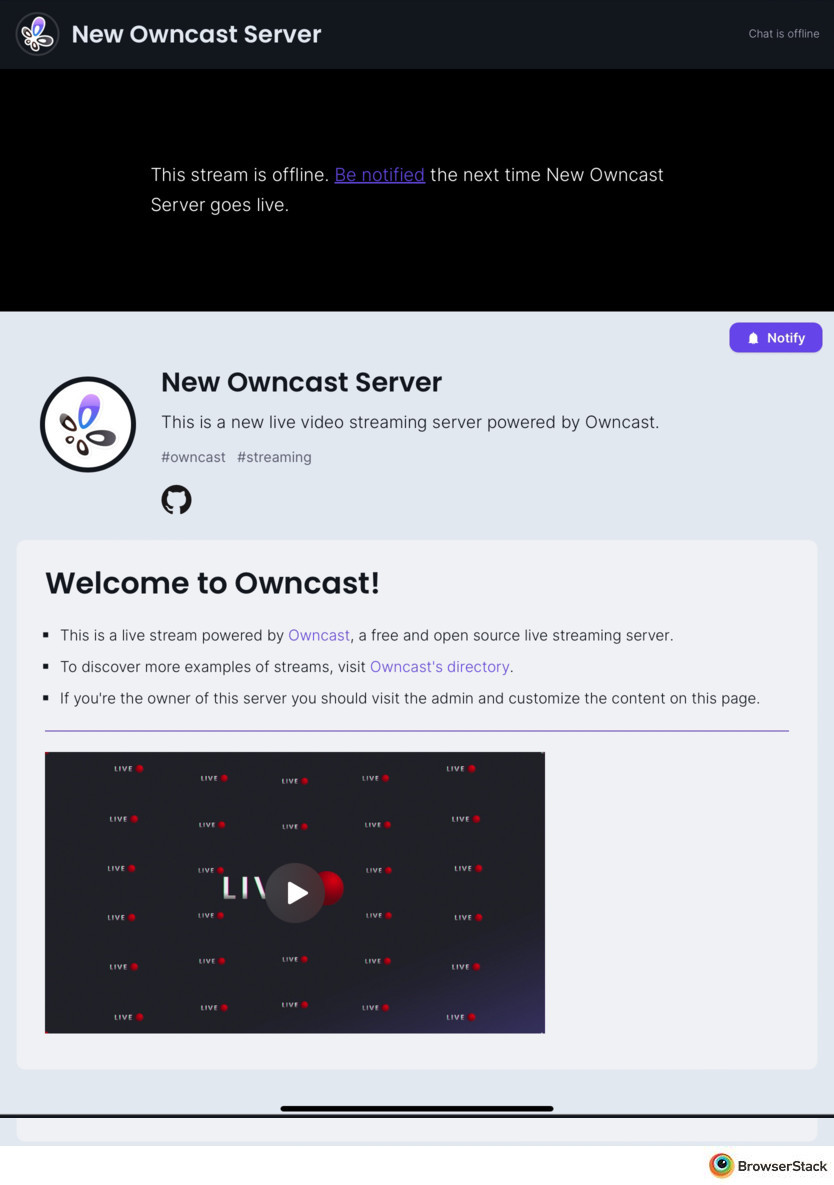 New Owncast Server
Chat is offline
This stream is offline. Be notified the next time New Owncast
Server goes live.
Notify
New Owncast Server
This is a new live video streaming server powered by Owncast.
#owncast #streaming
Welcome to Owncast!
This is a live stream powered by Owncast, a free and open source live streaming server.
To discover more examples of streams, visit Owncast's directory.
If you're the owner of this server you should visit the admin and customize the content on this page.
LIVE LIVE LIVE LIVE LIVE
LIVE LIVE LIVE LIVE LIVE
LIVE LIVE LIVE LIVE
LIV
LIVE LIVE LIVE LIVE
LIVE LIVE LIVE LIVE LIVE
LIVE LIVE LIVE LIVE LIVE
BrowserStack